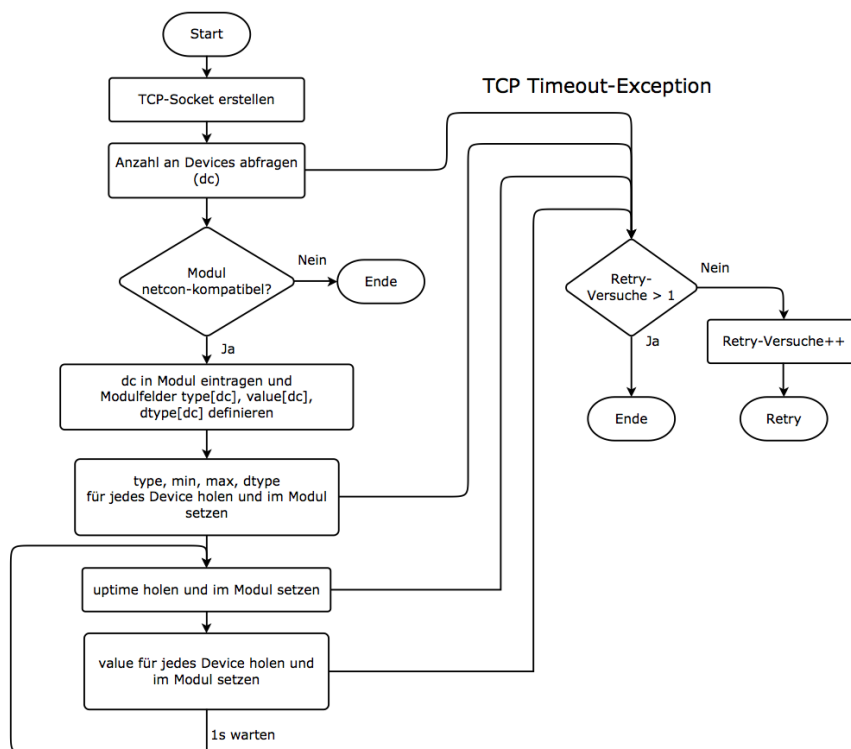 Start
TCP-Socket erstellen
TCP Timeout-Exception
Anzahl an Devices abfragen
(dc)
Modul
netcon-kompatibel?
Nein
Ende
Ja
dc in Modul eintragen und
Modulfelder type[dc], value[dc],
dtype[dc] definieren
type, min, max, dtype
für jedes Device holen und im Modul
setzen
uptime holen und im Modul setzen
value für jedes Device holen und
im Modul setzen
1s warten
Retry-
Versuche > 1
Nein
Retry-Versuche++
Ja
Ende
Retry